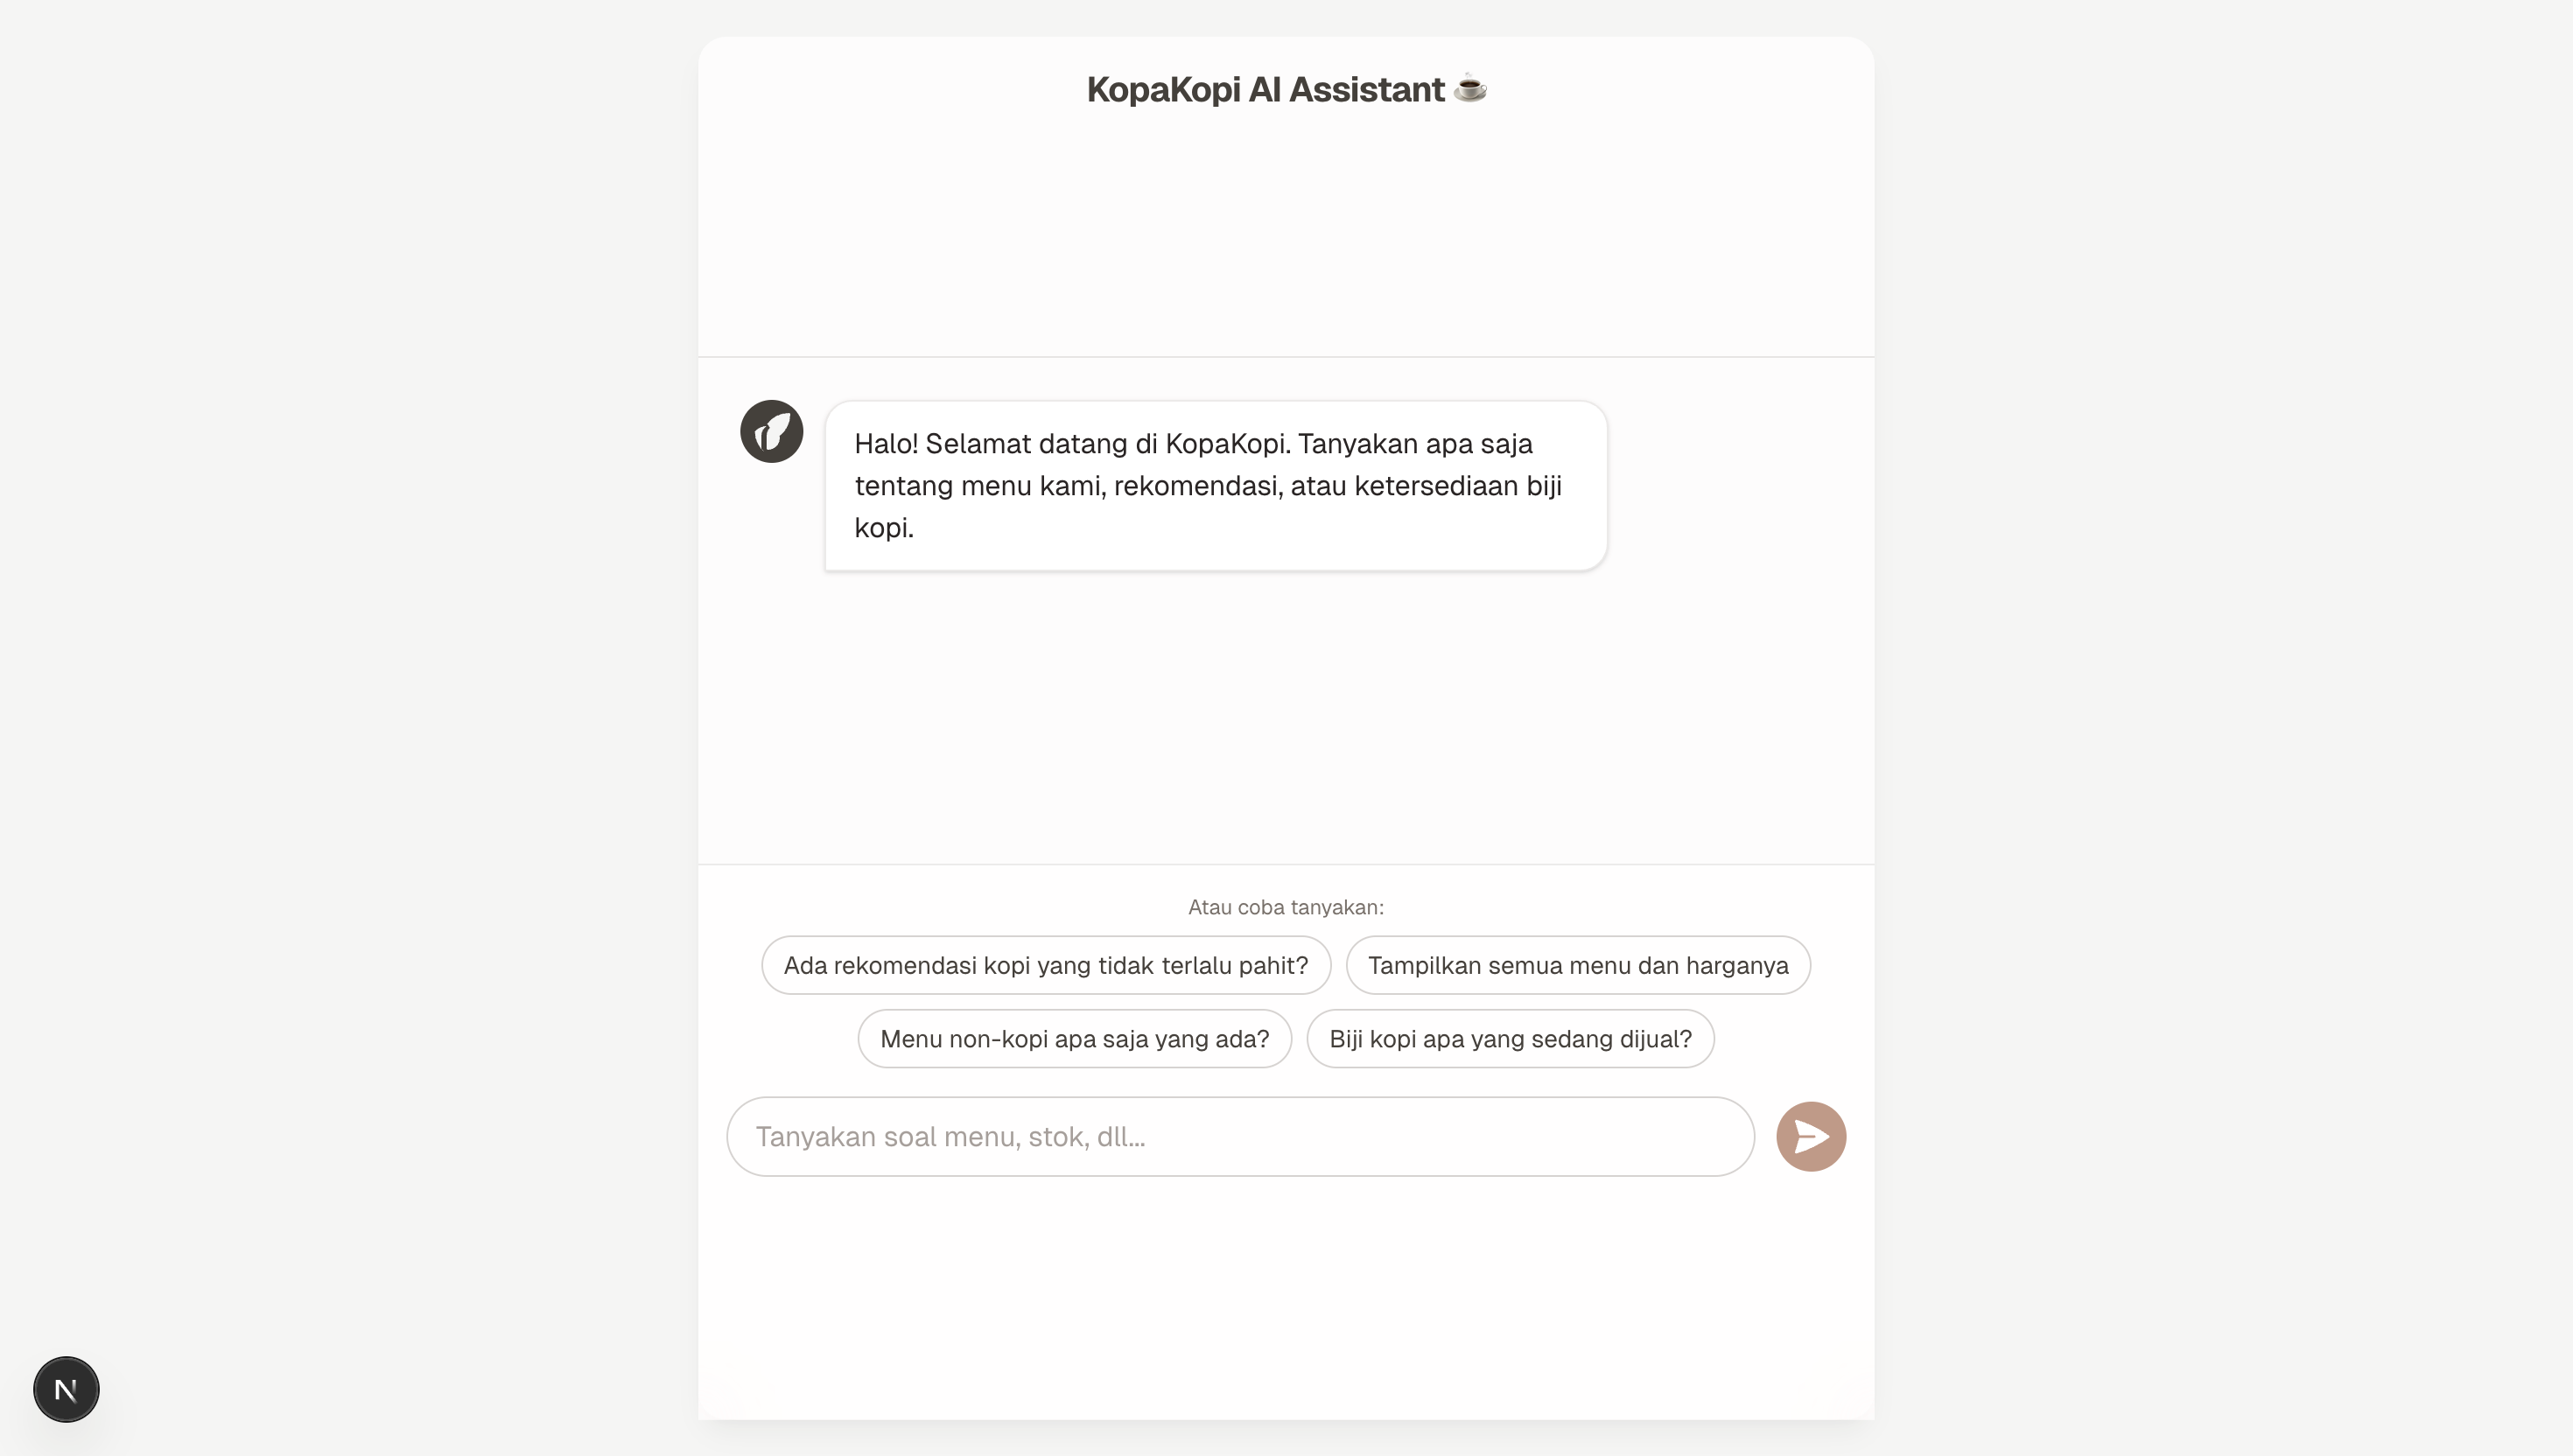 KopaKopi AI Assistant ☕
Halo! Selamat datang di KopaKopi. Tanyakan apa saja
tentang menu kami, rekomendasi, atau ketersediaan biji
kopi.
Atau coba tanyakan:
Ada rekomendasi kopi yang tidak terlalu pahit?
Tampilkan semua menu dan harganya
Menu non-kopi apa saja yang ada?
Biji kopi apa yang sedang dijual?
Tanyakan soal menu, stok, dll...
N